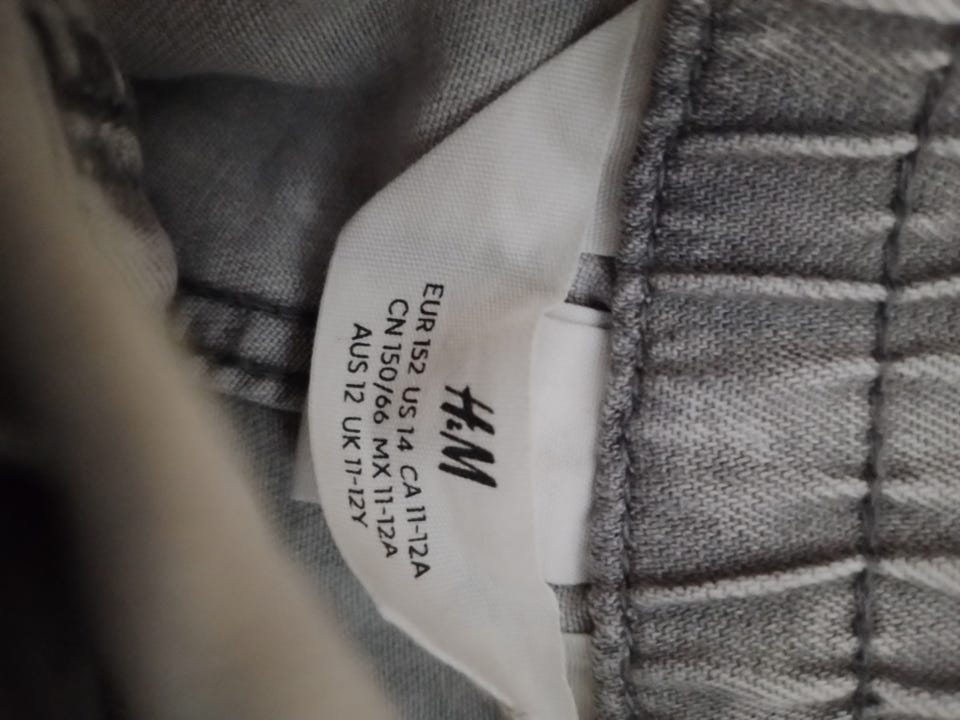 H&M
EUR 152 US 14 CA 11-12A
CN 150/66 MX 11-12A
AUS 12 UK 11-12Y